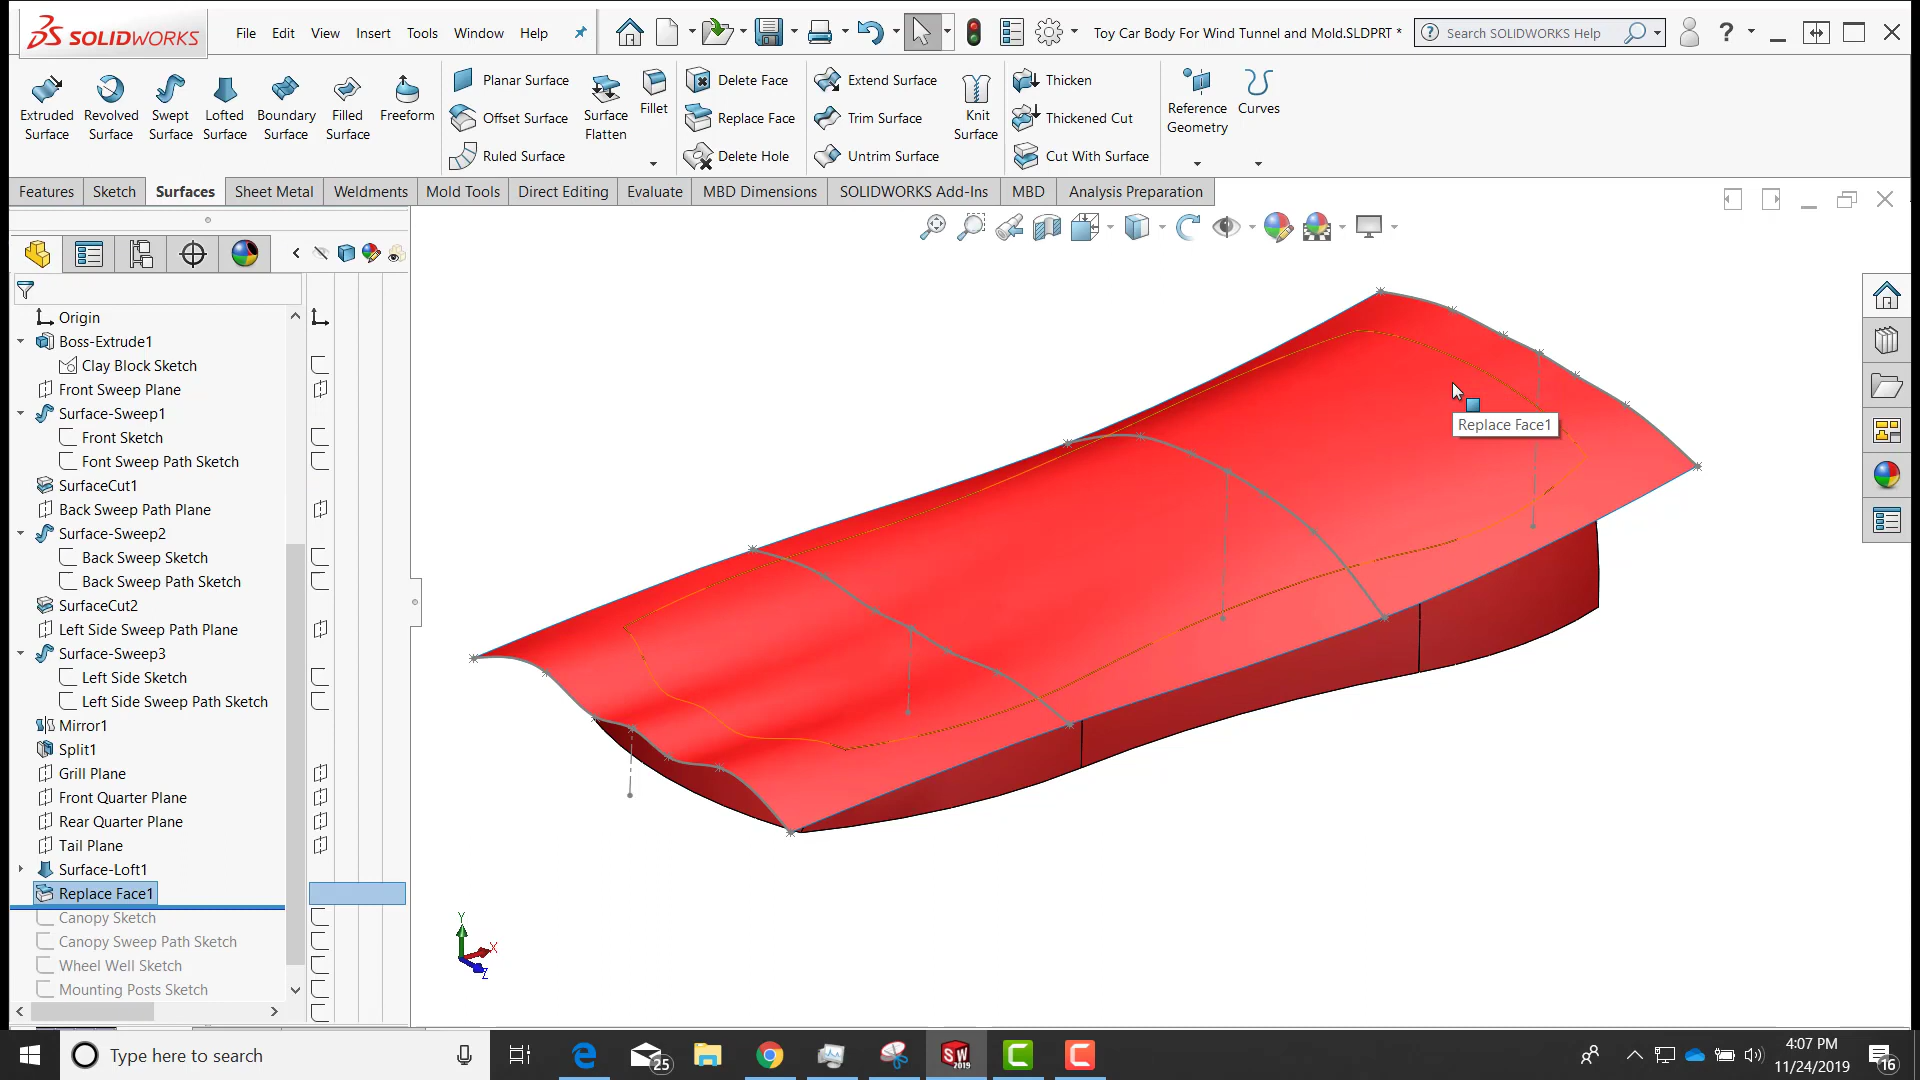 SOLIDWORKS
File
Edit
View
Insert
Tools
Window
Help
Toy Car Body For Wind Tunnel and Mold.SLDPRT *
Search SOLIDWORKS Help
?
Extruded
Surface
Revolved
Surface
Swept
Surface
Lofted
Surface
Boundary
Surface
Filled
Surface
Freeform
Planar Surface
Offset Surface
Ruled Surface
Surface
Flatten
Fillet
Delete Face
Replace Face
Delete Hole
Extend Surface
Trim Surface
Untrim Surface
Knit
Surface
Thicken
Thickened Cut
Cut With Surface
Reference
Geometry
Curves
Features
Sketch
Surfaces
Sheet Metal
Weldments
Mold Tools
Direct Editing
Evaluate
MBD Dimensions
SOLIDWORKS Add-Ins
MBD
Analysis Preparation
Origin
Boss-Extrude1
Clay Block Sketch
Front Sweep Plane
Surface-Sweep1
Front Sketch
Font Sweep Path Sketch
SurfaceCut1
Back Sweep Path Plane
Surface-Sweep2
Back Sweep Sketch
Back Sweep Path Sketch
SurfaceCut2
Left Side Sweep Path Plane
Surface-Sweep3
Left Side Sketch
Left Side Sweep Path Sketch
Mirror1
Split1
Grill Plane
Front Quarter Plane
Rear Quarter Plane
Tail Plane
Surface-Loft1
Replace Face1
Canopy Sketch
Canopy Sweep Path Sketch
Wheel Well Sketch
Mounting Posts Sketch
Replace Face1
Y
X
Z
Type here to search
25
SW
2019
4:07 PM
11/24/2019
16